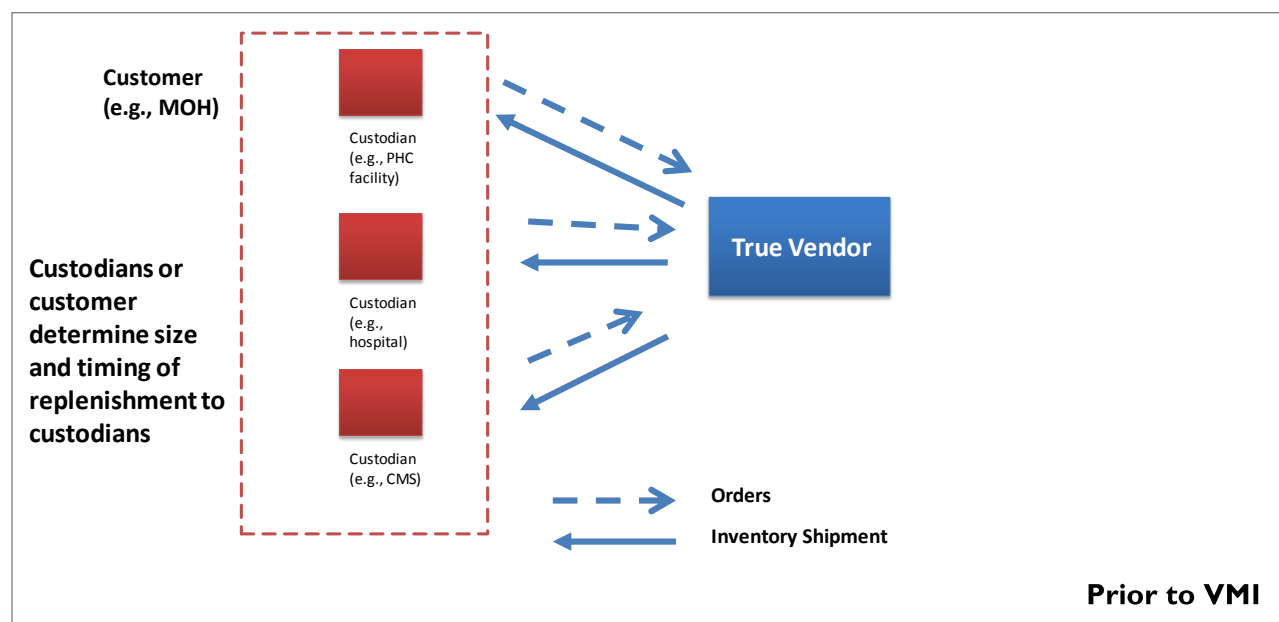 Customer
(e.g., MOH)
Custodian
(e.g., PHC
facility)
True Vendor
Custodians or
customer
determine size
and timing of
replenishment to
custodians
Custodian
(e.g.,
hospital)
Custodian
(e.g., CMS)
Orders
Inventory Shipment
Prior to VMI